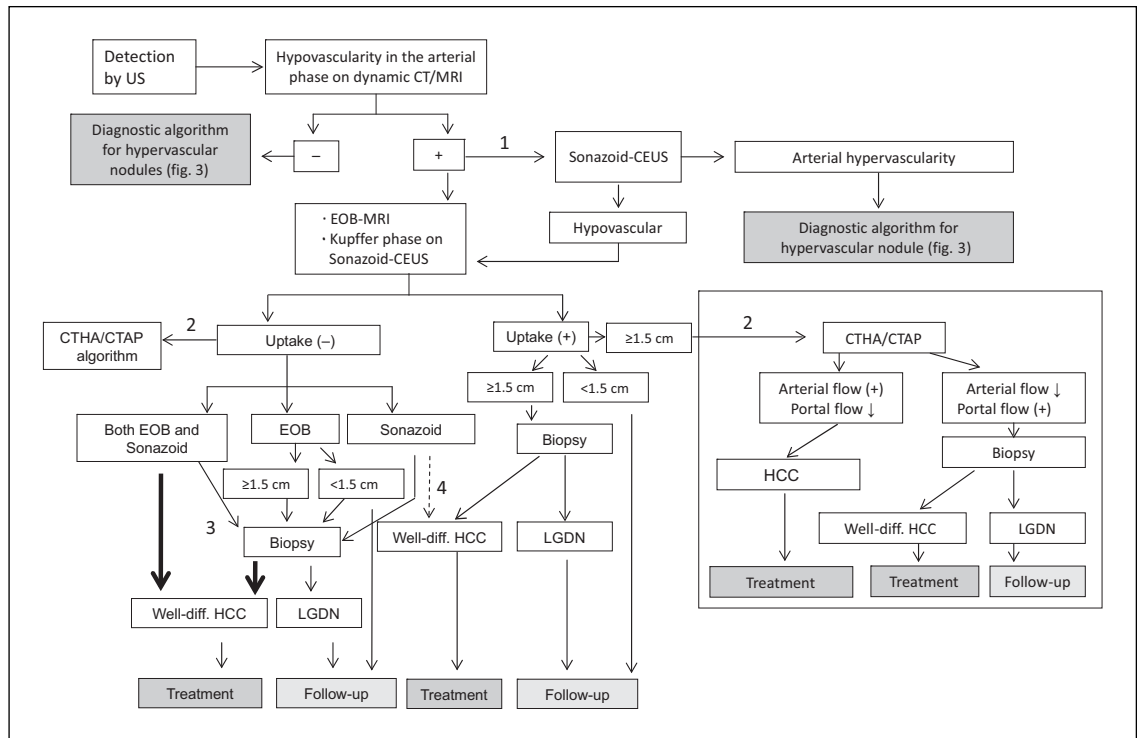 Detection
by US
Hypovascularity in the arterial
phase on dynamic CT/MRI
Diagnostic algorithm
for hypervascular
nodules (fig. 3)
–
+
1
Sonazoid-CEUS
Arterial hypervascularity
· EOB-MRI
· Kupffer phase on
Sonazoid-CEUS
Hypovascular
Diagnostic algorithm for
hypervascular nodule (fig. 3)
CTHA/CTAP
algorithm
2
Uptake (–)
Uptake (+)
≥1.5 cm
2
CTHA/CTAP
≥1.5 cm
<1.5 cm
Arterial flow (+)
Portal flow ↓
Arterial flow ↓
Portal flow (+)
Both EOB and
Sonazoid
EOB
Sonazoid
Biopsy
Biopsy
≥1.5 cm
<1.5 cm
4
HCC
3
Biopsy
Well-diff. HCC
LGDN
Well-diff. HCC
LGDN
Treatment
Treatment
Follow-up
Well-diff. HCC
LGDN
Treatment
Follow-up
Treatment
Follow-up